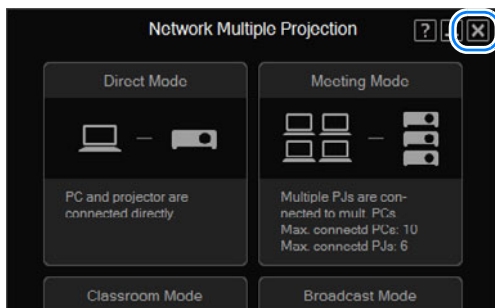 Network Multiple Projection
?
Direct Mode
Meeting Mode
PC and projector are
connected directly
Multiple PJs are con-
nected to mult. PCs
Max. connectd PCs: 10
Max. connectd PJs: 6
Classroom Mode
Broadcast Mode